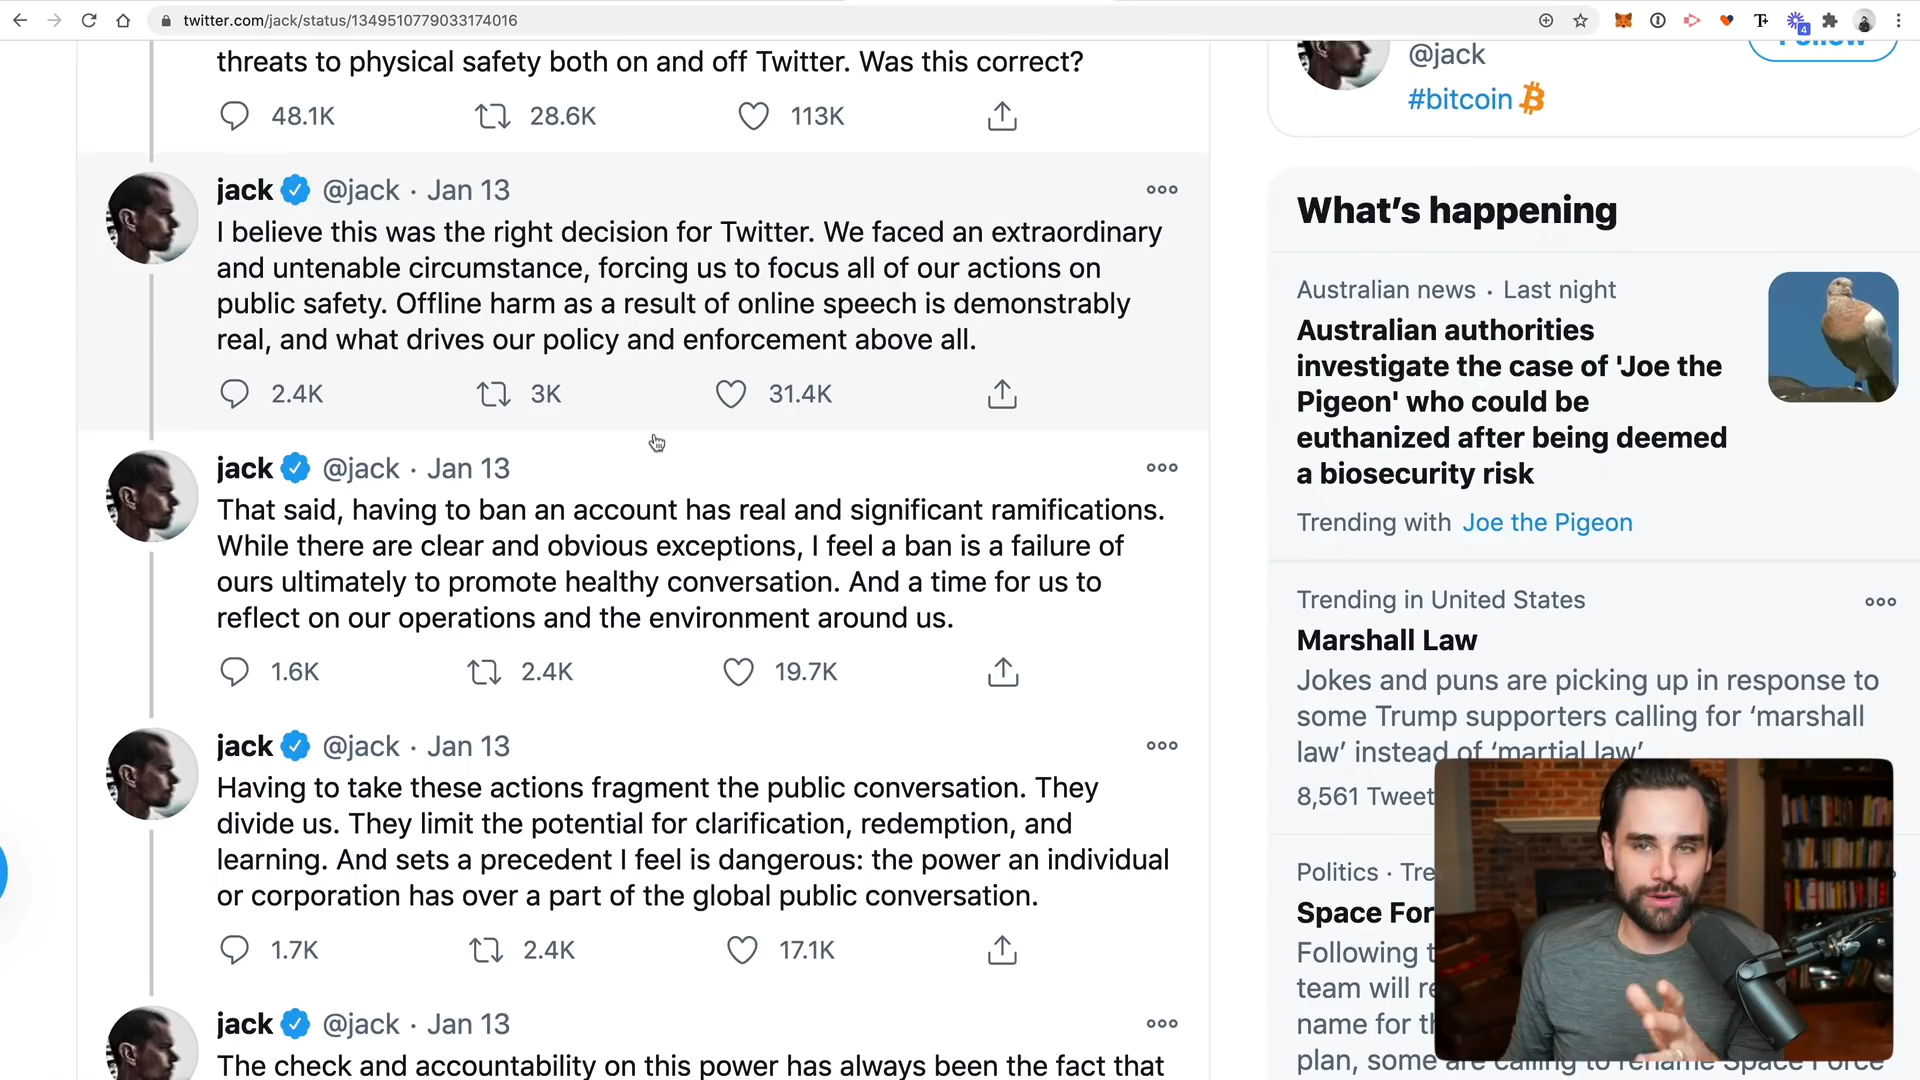 twitter.com/jack/status/1349510779033174016
4
threats to physical safety both on and off Twitter. Was this correct?
48.1K 28.6K 113K
jack @jack · Jan 13
I believe this was the right decision for Twitter. We faced an extraordinary
and untenable circumstance, forcing us to focus all of our actions on
public safety. Offline harm as a result of online speech is demonstrably
real, and what drives our policy and enforcement above all.
2.4K 3K 31.4K
jack @jack · Jan 13
That said, having to ban an account has real and significant ramifications.
While there are clear and obvious exceptions, I feel a ban is a failure of
ours ultimately to promote healthy conversation. And a time for us to
reflect on our operations and the environment around us.
1.6K 2.4K 19.7K
jack @jack · Jan 13
Having to take these actions fragment the public conversation. They
divide us. They limit the potential for clarification, redemption, and
learning. And sets a precedent I feel is dangerous: the power an individual
or corporation has over a part of the global public conversation.
1.7K 2.4K 17.1K
jack @jack · Jan 13
The check and accountability on this power has always been the fact that
@jack
Follow
#bitcoin
What's happening
Australian news · Last night
Australian authorities
investigate the case of 'Joe the
Pigeon' who could be
euthanized after being deemed
a biosecurity risk
Trending with Joe the Pigeon
Trending in United States
Marshall Law
Jokes and puns are picking up in response to
some Trump supporters calling for ‘marshall
law’ instead of ‘martial law’
8,561 Tweet
Politics · Tre
Space For
Following t
team will re
name for th
plan, some are calling to rename Space Force